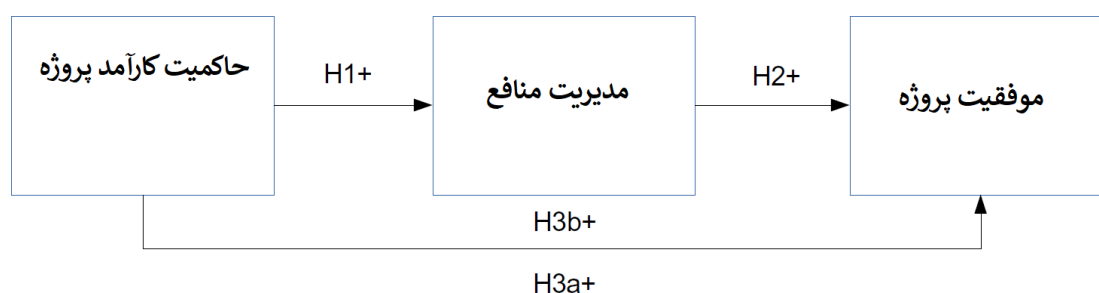 حاکمیت کارآمد پروژه
H1+
مدیریت منافع
H2+
موفقیت پروژه
H3b+
H3a+